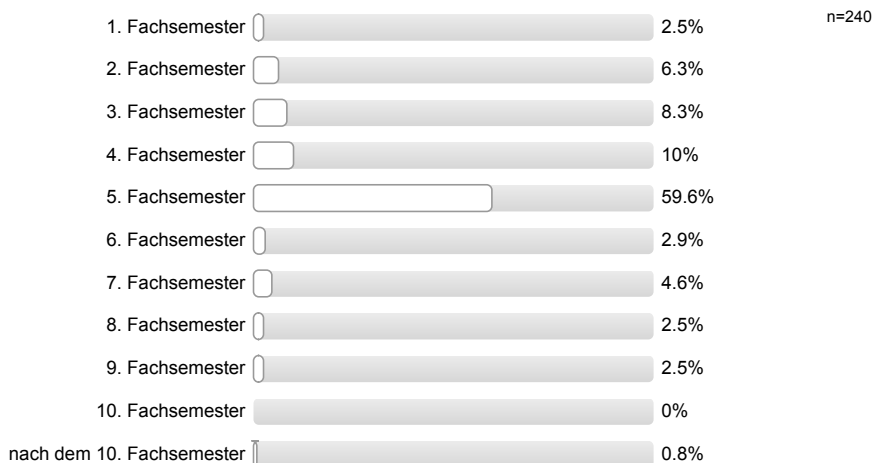 n=240
1. Fachsemester 2.5%
2. Fachsemester 6.3%
3. Fachsemester 8.3%
4. Fachsemester 10%
5. Fachsemester 59.6%
6. Fachsemester 2.9%
7. Fachsemester 4.6%
8. Fachsemester 2.5%
9. Fachsemester 2.5%
10. Fachsemester 0%
nach dem 10. Fachsemester 0.8%